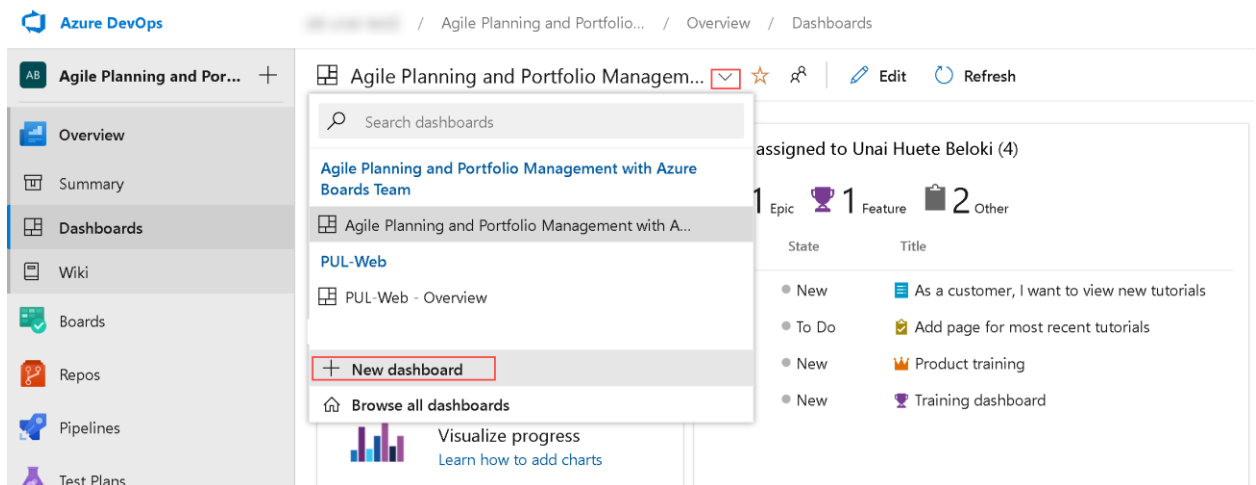 Azure DevOps
/ Agile Planning and Portfolio... / Overview / Dashboards
AB Agile Planning and Por...
Agile Planning and Portfolio Managem...
Edit
Refresh
Overview
Summary
Dashboards
Wiki
Boards
Repos
Pipelines
Test Plans
Search dashboards
Agile Planning and Portfolio Management with Azure
Boards Team
Agile Planning and Portfolio Management with A...
PUL-Web
PUL-Web - Overview
New dashboard
Browse all dashboards
Visualize progress
Learn how to add charts
assigned to Unai Huete Beloki (4)
1 Epic 1 Feature 2 Other
State Title
New As a customer, I want to view new tutorials
To Do Add page for most recent tutorials
New Product training
New Training dashboard